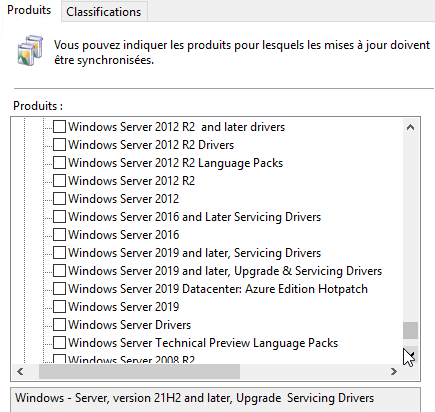 Produits
Classifications
Vous pouvez indiquer les produits pour lesquels les mises à jour doivent
être synchronisées.
Produits :
Windows Server 2012 R2  and later drivers
Windows Server 2012 R2 Drivers
Windows Server 2012 R2 Language Packs
Windows Server 2012 R2
Windows Server 2012
Windows Server 2016 and Later Servicing Drivers
Windows Server 2016
Windows Server 2019 and later, Servicing Drivers
Windows Server 2019 and later, Upgrade & Servicing Drivers
Windows Server 2019 Datacenter: Azure Edition Hotpatch
Windows Server 2019
Windows Server Drivers
Windows Server Technical Preview Language Packs
Windows Server 2008 R2
Windows - Server, version 21H2 and later, Upgrade  Servicing Drivers